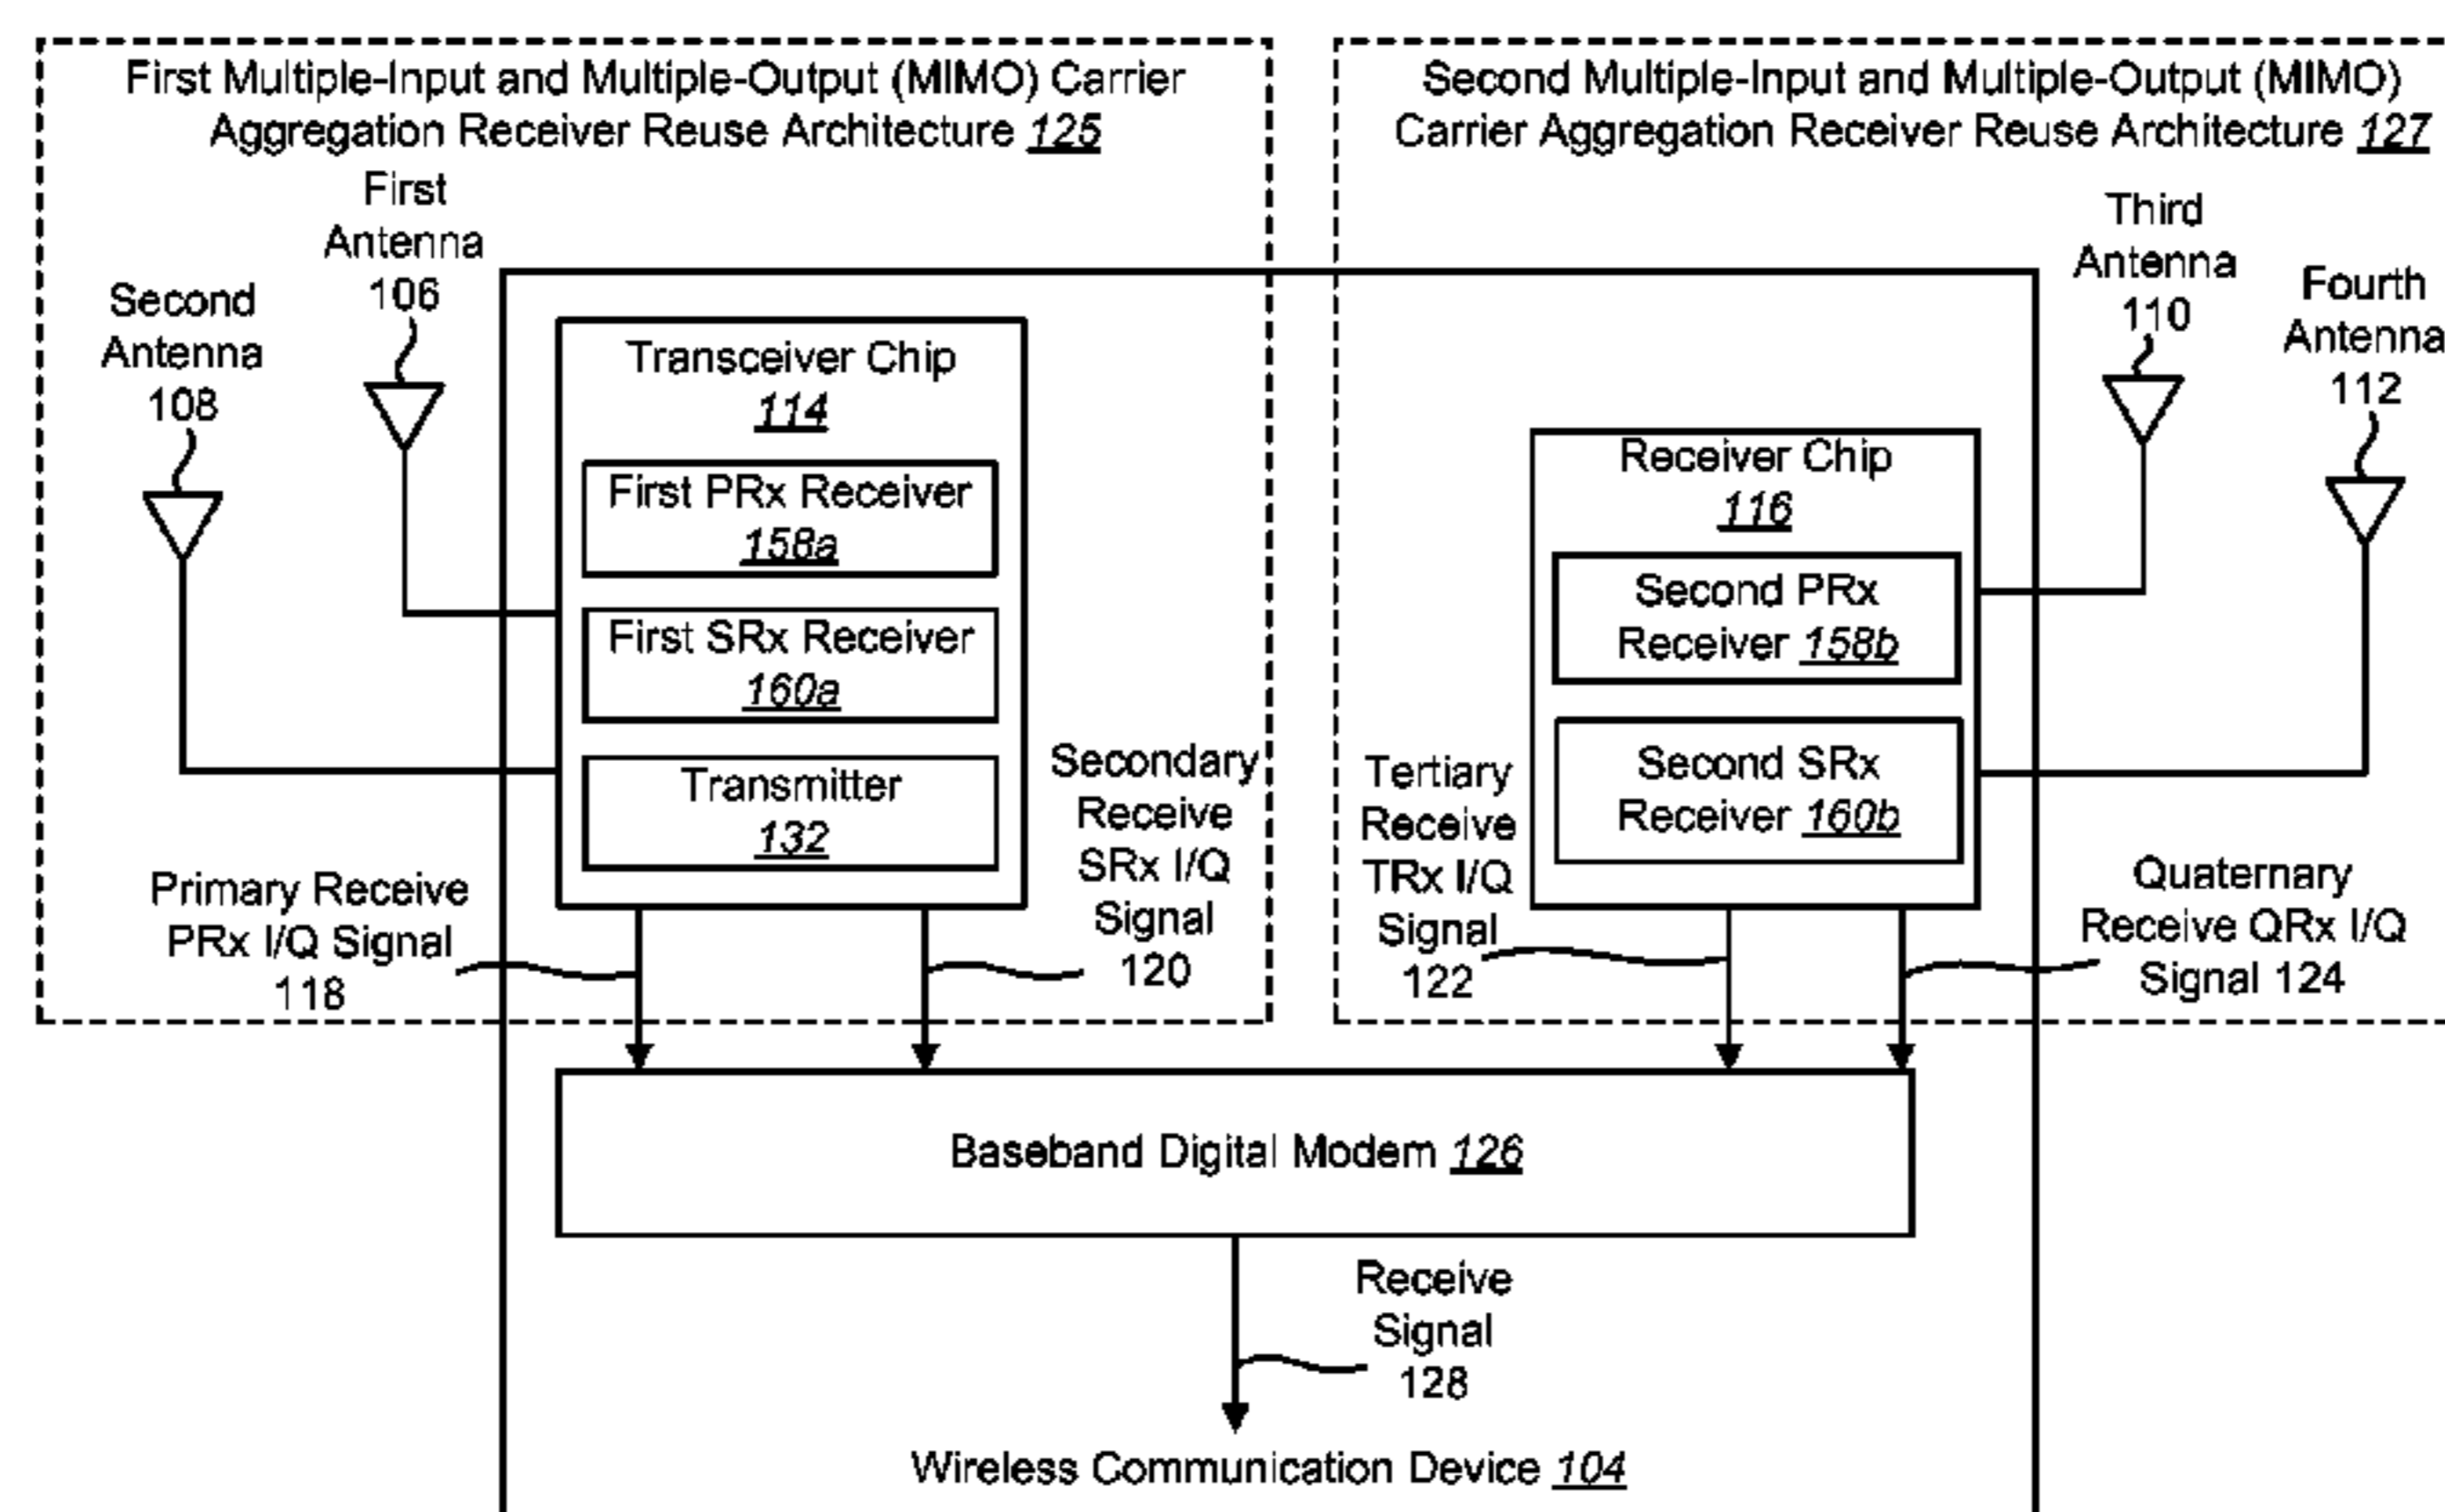 First Multiple-Input and Multiple-Output (MIMO) Carrier
Aggregation Receiver Reuse Architecture 125
First
Antenna
106
Second
Antenna
108
Transceiver Chip
114
First PRx Receiver
158a
First SRx Receiver
160a
Transmitter
132
Primary Receive
PRx I/Q Signal
118
Secondary
Receive
SRx I/Q
Signal
120
Second Multiple-Input and Multiple-Output (MIMO)
Carrier Aggregation Receiver Reuse Architecture 127
Third
Antenna
110
Fourth
Antenna
112
Receiver Chip
116
Second PRx
Receiver 158b
Second SRx
Receiver 160b
Tertiary
Receive
TRx I/Q
Signal
122
Quaternary
Receive QRx I/Q
Signal 124
Baseband Digital Modem 126
Receive
Signal
128
Wireless Communication Device 104